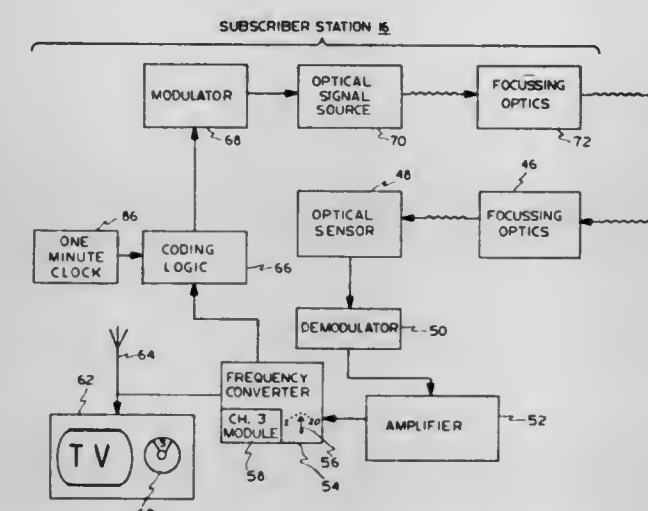 SUBSCRIBER STATION 16
MODULATOR
68
OPTICAL
SIGNAL
SOURCE
70
FOCUSSING
OPTICS
72
86
ONE
MINUTE
CLOCK
CODING
LOGIC
66
48
OPTICAL
SENSOR
46
FOCUSSING
OPTICS
DEMODULATOR
50
64
62
TV
3
FREQUENCY
CONVERTER
CH. 3
MODULE
1 20
58
54
56
AMPLIFIER
52